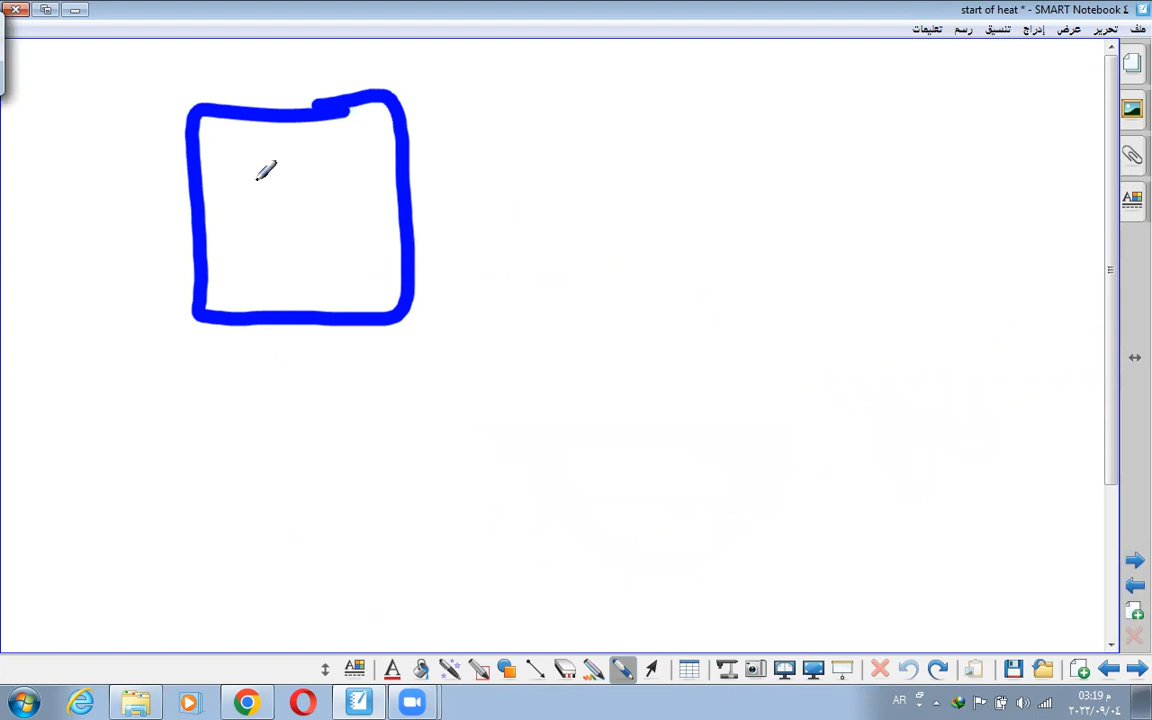 start of heat * - SMART Notebook ٤
ملف تحرير عرض إدراج تنسيق رسم تعليمات
AR
03:19 م
٢٠٢٢/٠٩/٠٤